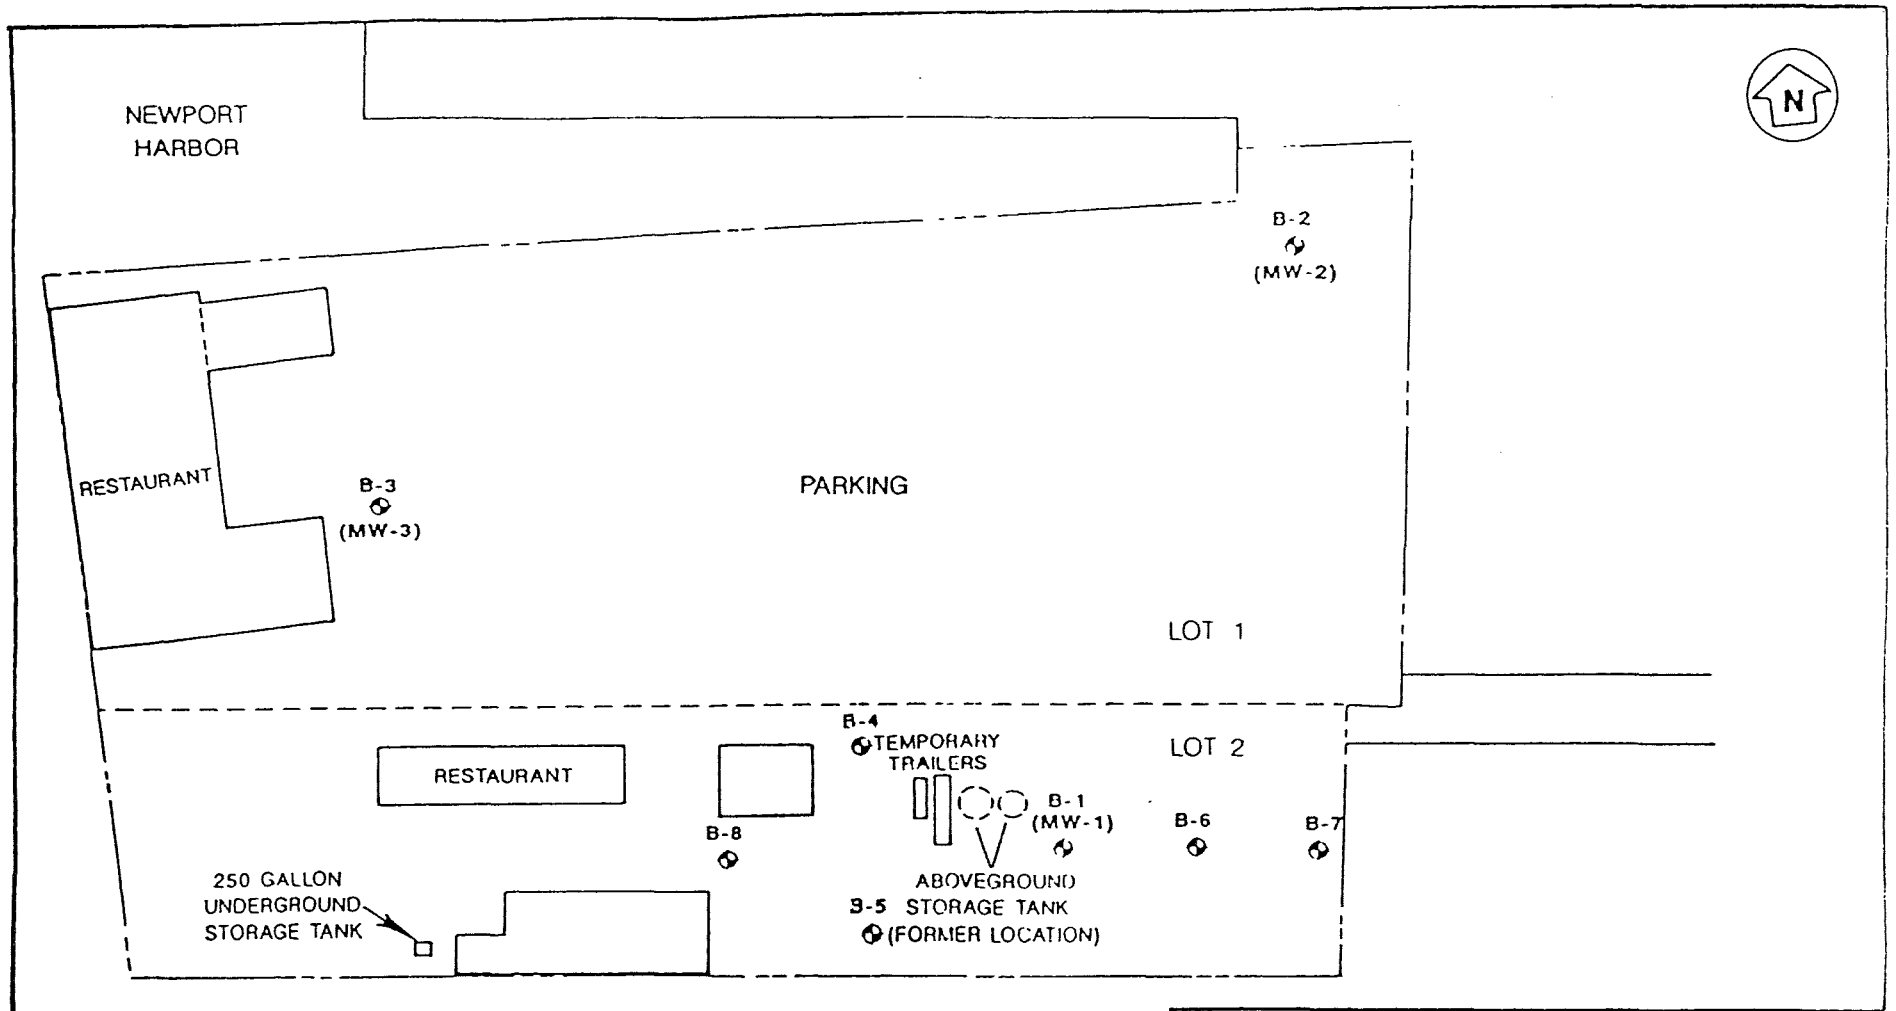 NEWPORT
HARBOR
N
B-2
(MW-2)
RESTAURANT
B-3
(MW-3)
PARKING
LOT 1
B-4
TEMPORARY
TRAILERS
LOT 2
RESTAURANT
B-1
(MW-1)
B-6
B-7
B-8
250 GALLON
UNDERGROUND
STORAGE TANK
ABOVEGROUND
B-5 STORAGE TANK
(FORMER LOCATION)